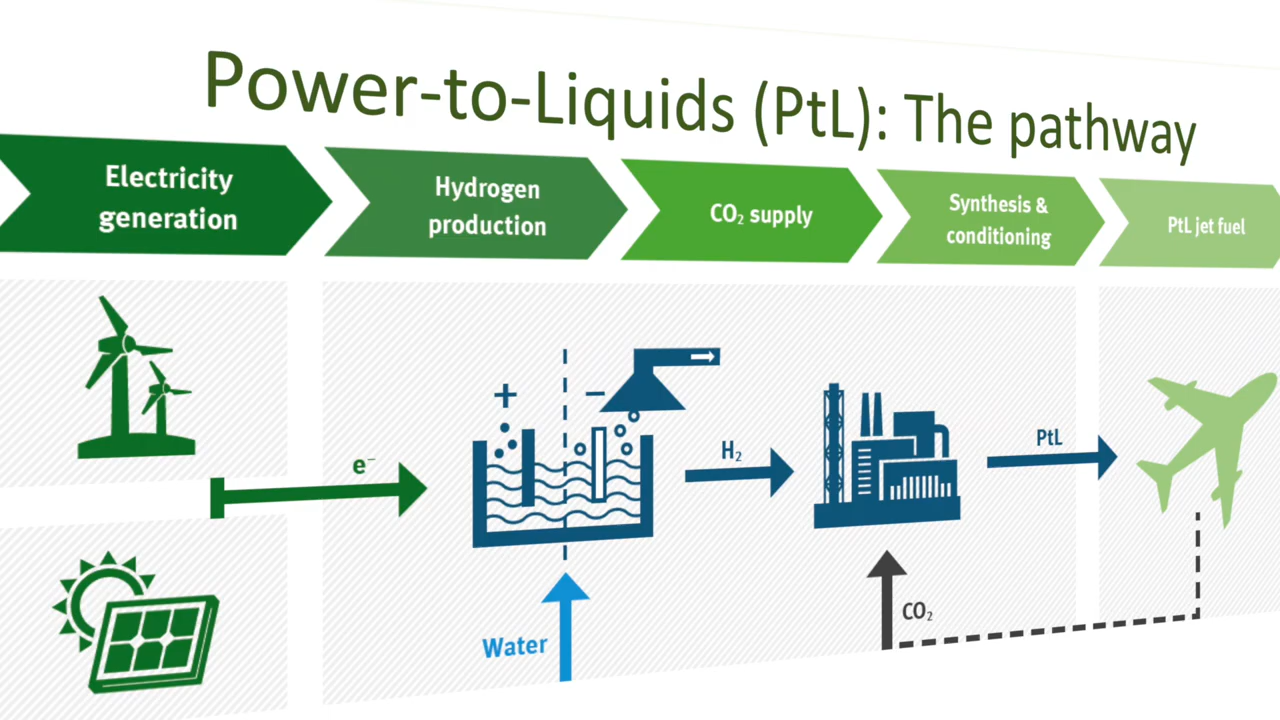 Power-to-Liquids (PtL): The pathway
Electricity
generation
Hydrogen
production
CO₂ supply
Synthesis &
conditioning
PtL jet fuel
+
−
e⁻
H₂
PtL
Water
CO₂